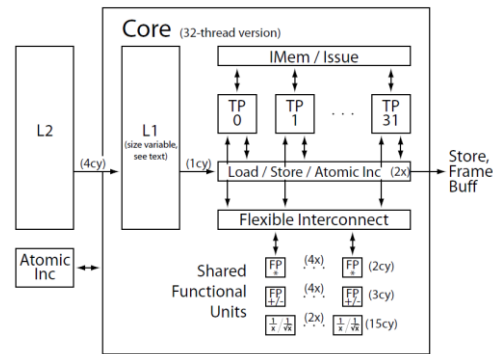 Core (32-thread version)
IMem / Issue
L2
L1
(size variable,
see text)
TP
0
TP
1
. . .
TP
31
(4cy)
(1cy)
Load / Store / Atomic Inc (2x)
Store,
Frame
Buff
Flexible Interconnect
Atomic
Inc
Shared
Functional
Units
FP
*
(4x)
. . .
FP
*
(2cy)
FP
+/-
(4x)
. . .
FP
+/-
(3cy)
1/x / 1/√x
(2x)
. . .
1/x / 1/√x
(15cy)